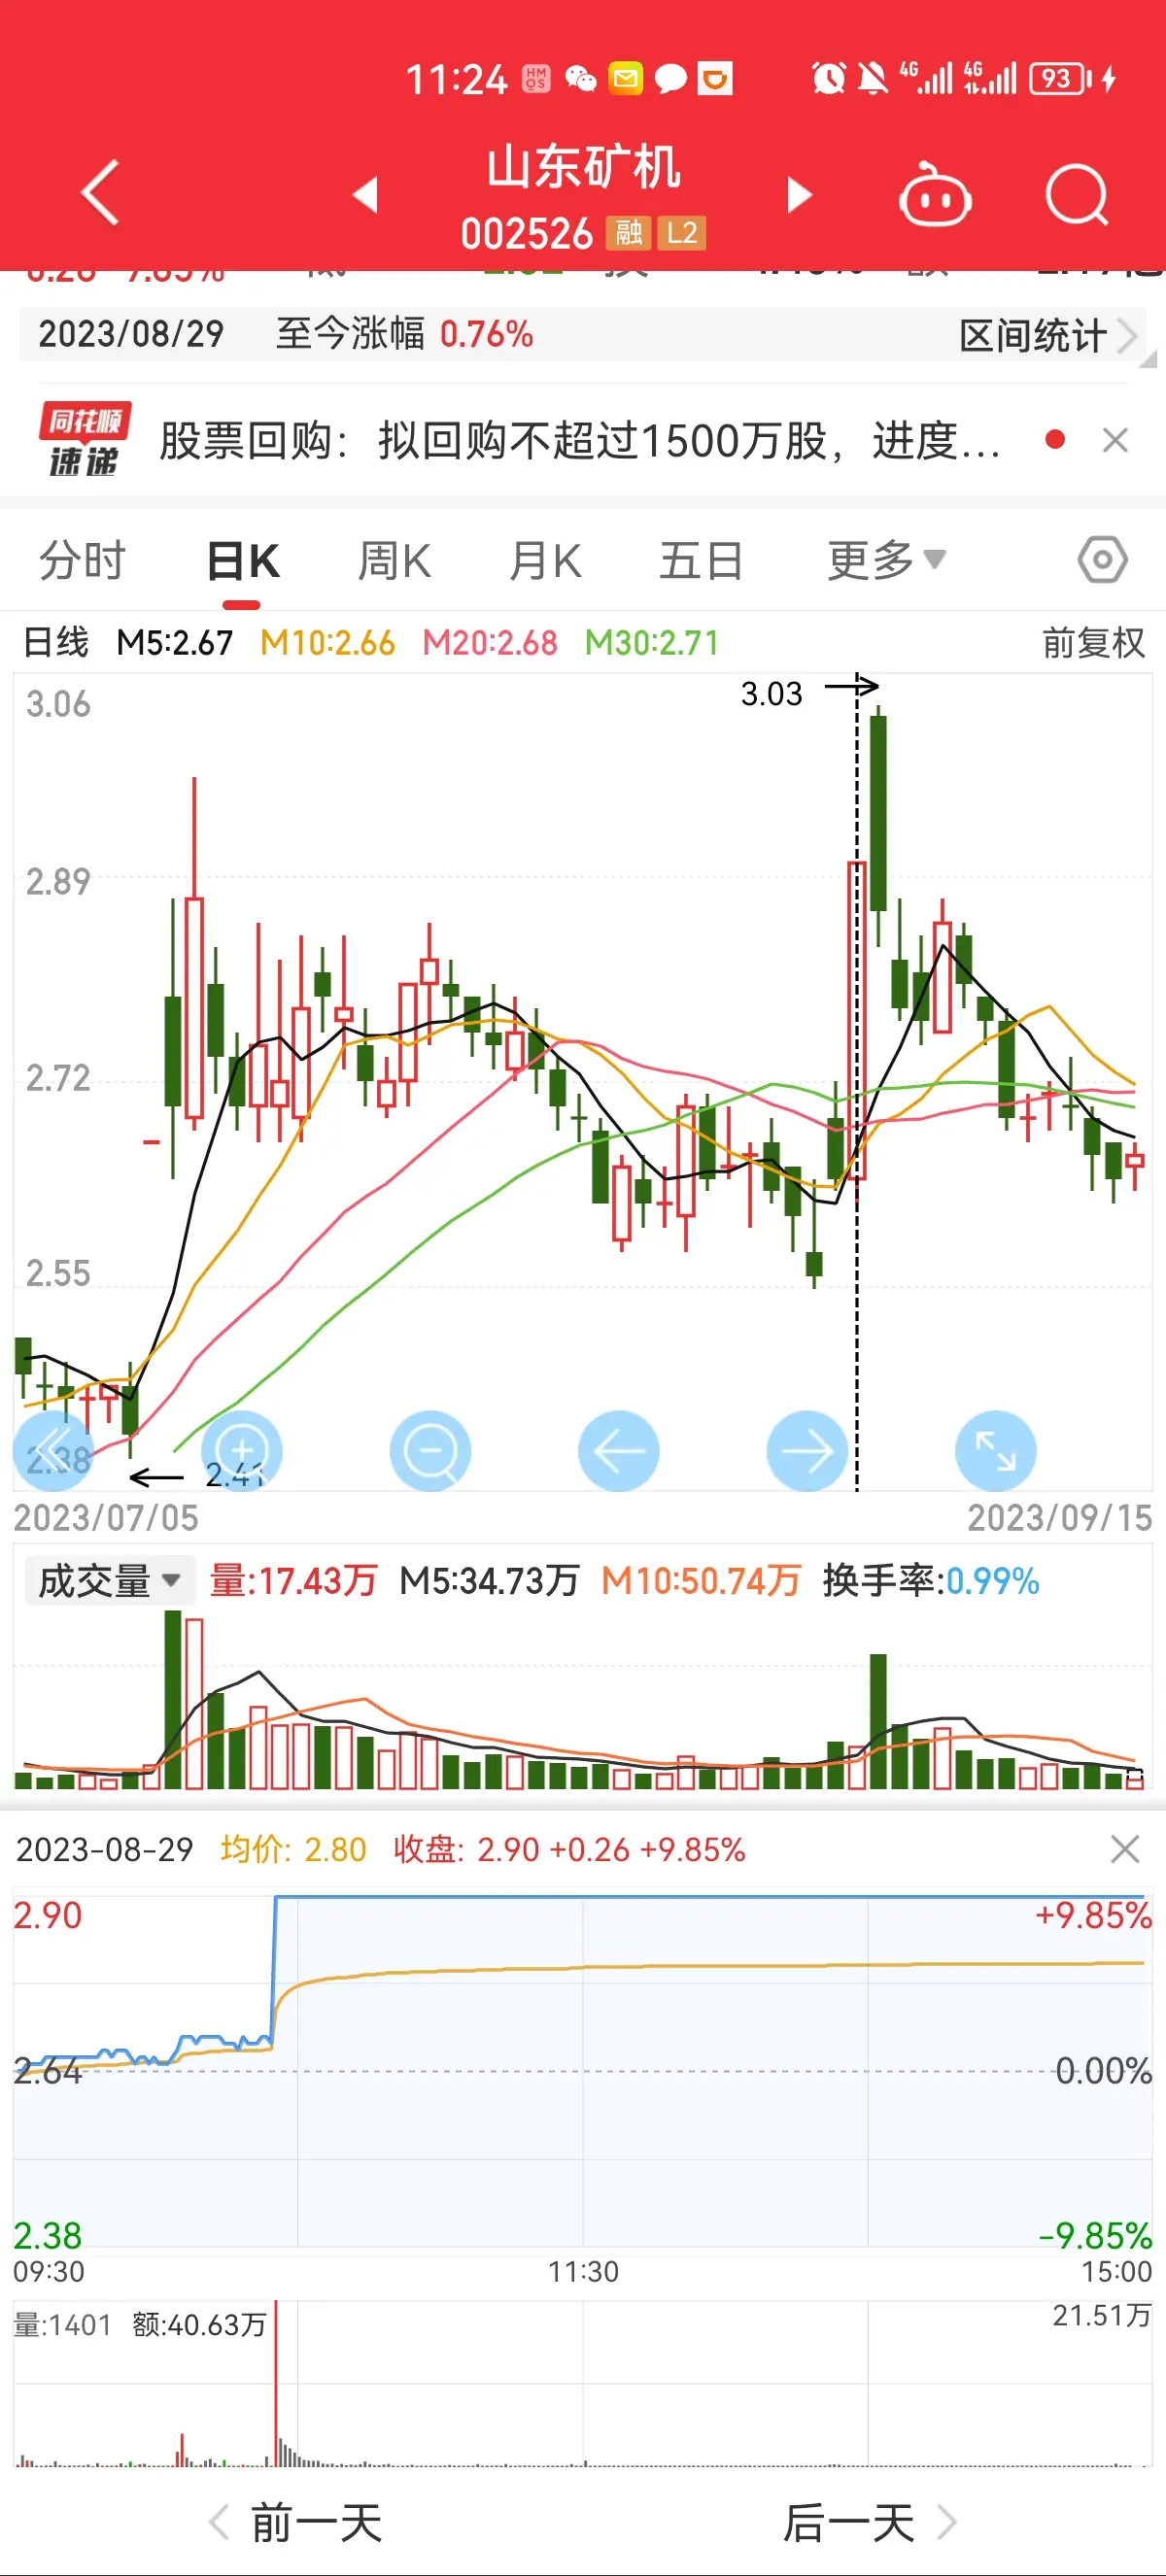 11:24 HM OS 4G 4G 93
山东矿机
002526 融 L2
2023/08/29 至今涨幅 0.76% 区间统计
同花顺 速递 股票回购：拟回购不超过1500万股，进度...
分时 日K 周K 月K 五日 更多
日线 M5:2.67 M10:2.66 M20:2.68 M30:2.71 前复权
3.06
3.03
2.89
2.72
2.55
2.38
2.41
2023/07/05 2023/09/15
成交量 量:17.43万 M5:34.73万 M10:50.74万 换手率:0.99%
2023-08-29 均价: 2.80 收盘: 2.90 +0.26 +9.85%
2.90 +9.85%
2.64 0.00%
2.38 -9.85%
09:30 11:30 15:00
量:1401 额:40.63万 21.51万
前一天 后一天